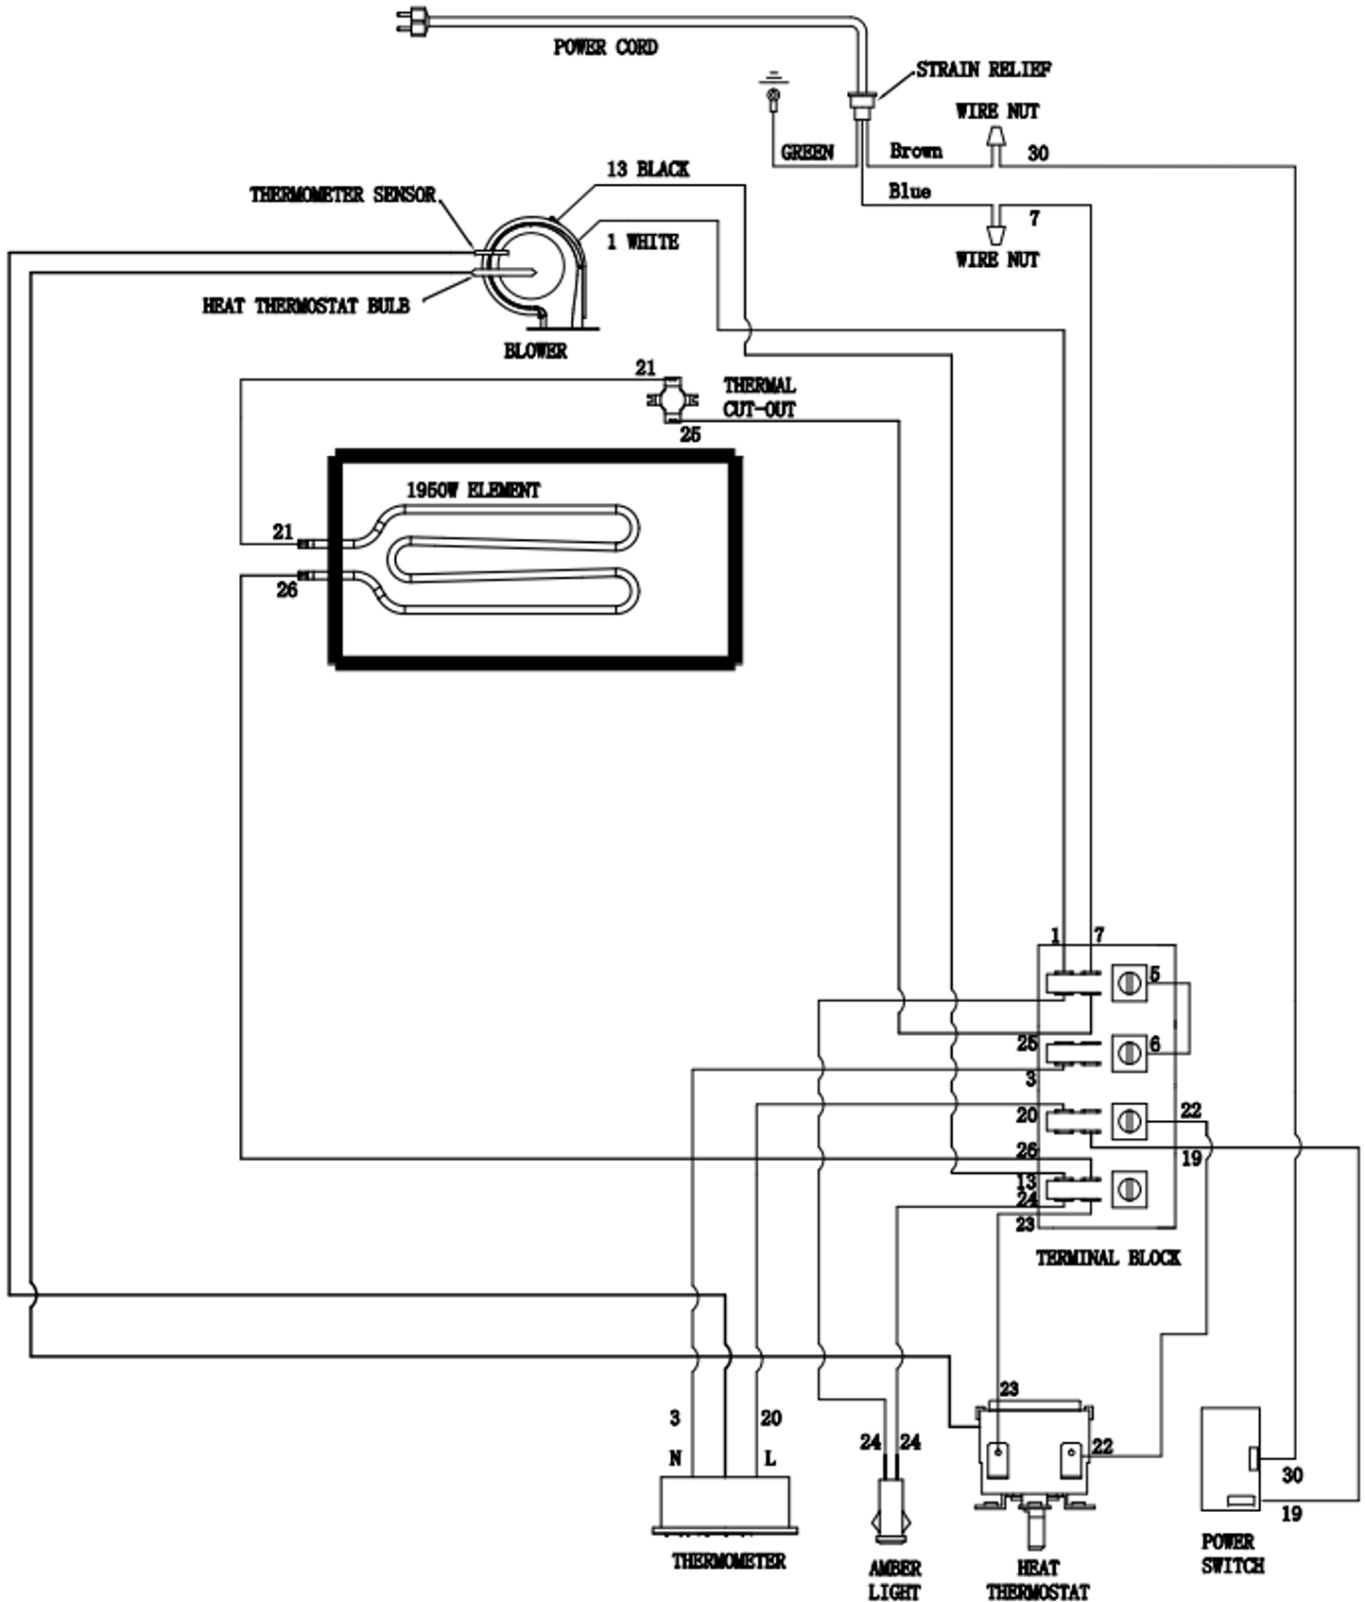 POWER CORD
STRAIN RELIEF
WIRE NUT
GREEN
Brown
30
13 BLACK
Blue
THERMOMETER SENSOR
7
1 WHITE
WIRE NUT
HEAT THERMOSTAT BULB
BLOWER
21
THERMAL
CUT-OUT
25
1950W ELEMENT
21
26
1
7
5
25
6
3
20
22
26
19
13
24
23
TERMINAL BLOCK
23
3
20
24
24
22
N
L
30
19
POWER
SWITCH
THERMOMETER
AMBER
LIGHT
HEAT
THERMOSTAT